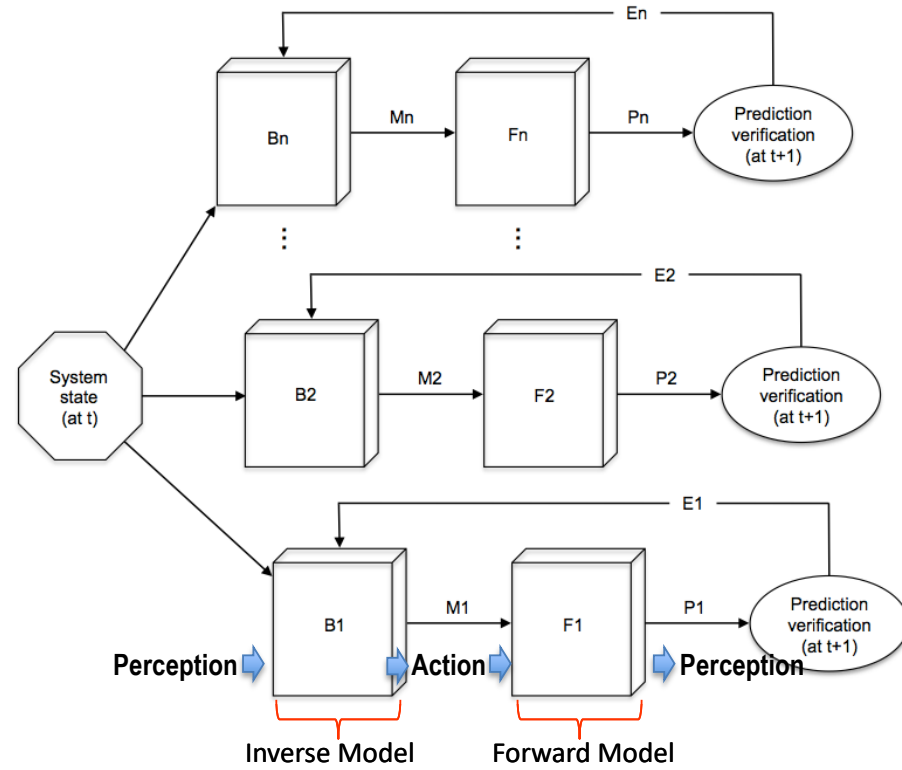 En
Bn
Mn
Fn
Pn
Prediction
verification
(at t+1)
⋮
⋮
E2
System
state
(at t)
B2
M2
F2
P2
Prediction
verification
(at t+1)
E1
B1
M1
F1
P1
Prediction
verification
(at t+1)
Perception
Action
Perception
Inverse Model
Forward Model